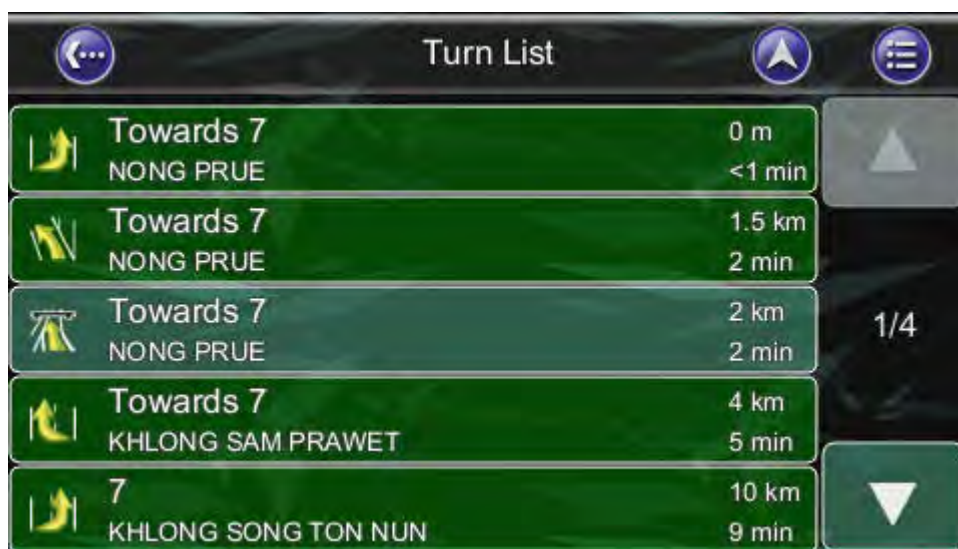 Turn List
Towards 7
0 m
NONG PRUE
<1 min
Towards 7
1.5 km
NONG PRUE
2 min
Towards 7
2 km
NONG PRUE
2 min
1/4
Towards 7
4 km
KHLONG SAM PRAWET
5 min
7
10 km
KHLONG SONG TON NUN
9 min